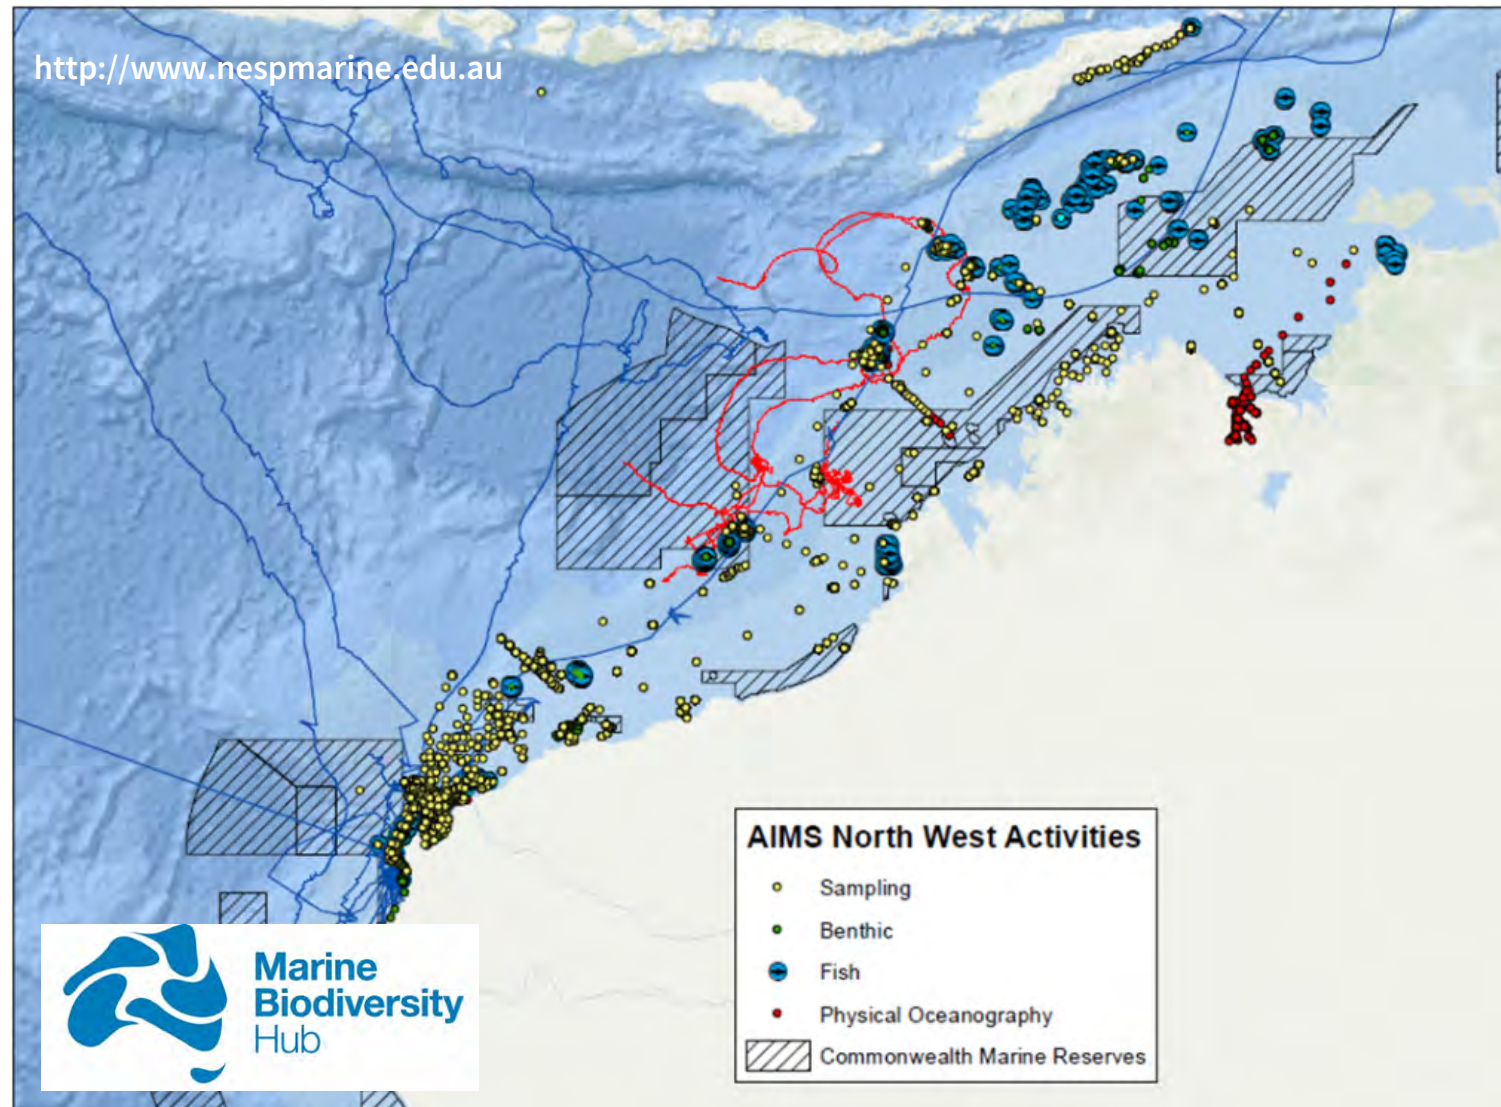 http://www.nespmarine.edu.au
AIMS North West Activities
Sampling
Benthic
Fish
Physical Oceanography
Commonwealth Marine Reserves
Marine
Biodiversity
Hub